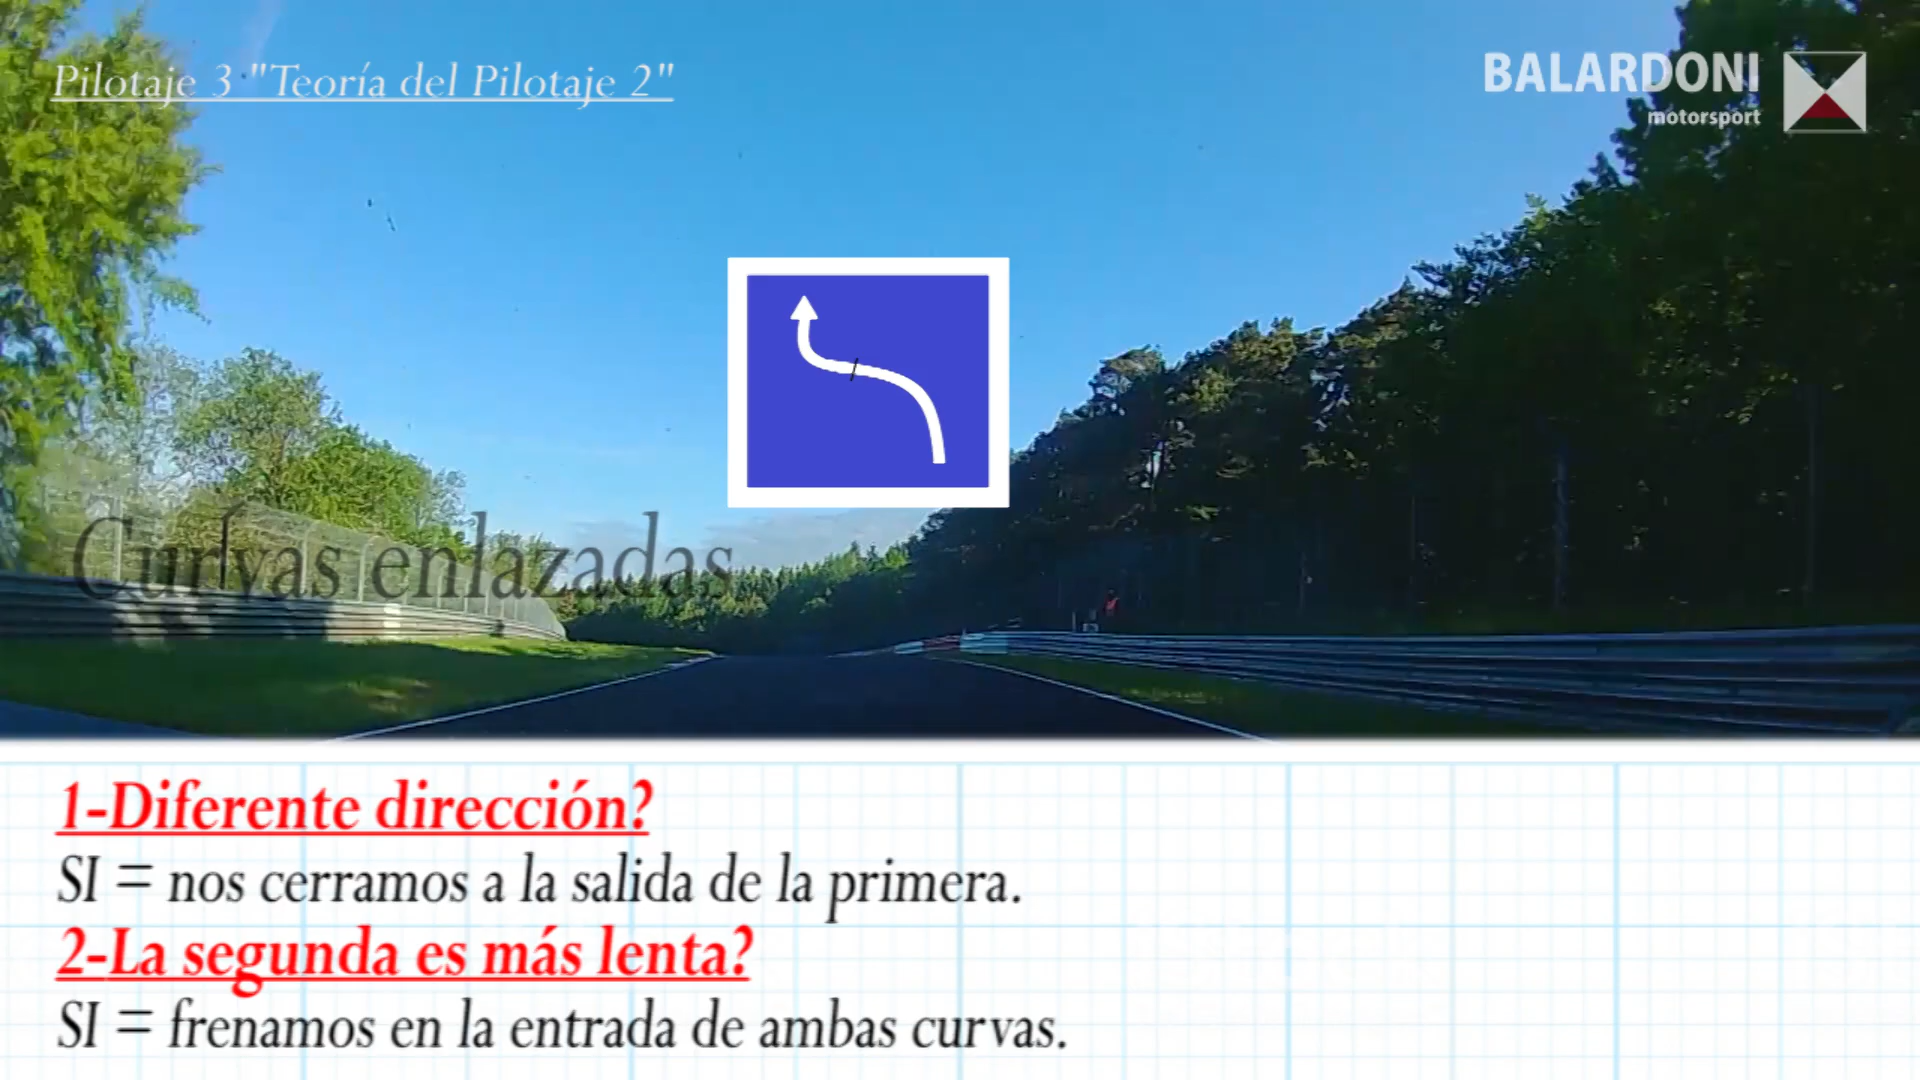 Pilotaje 3 "Teoría del Pilotaje 2"
BALARDONI
motorsport
Curvas enlazadas
1-Diferente dirección?
SI = nos cerramos a la salida de la primera.
2-La segunda es más lenta?
SI = frenamos en la entrada de ambas curvas.